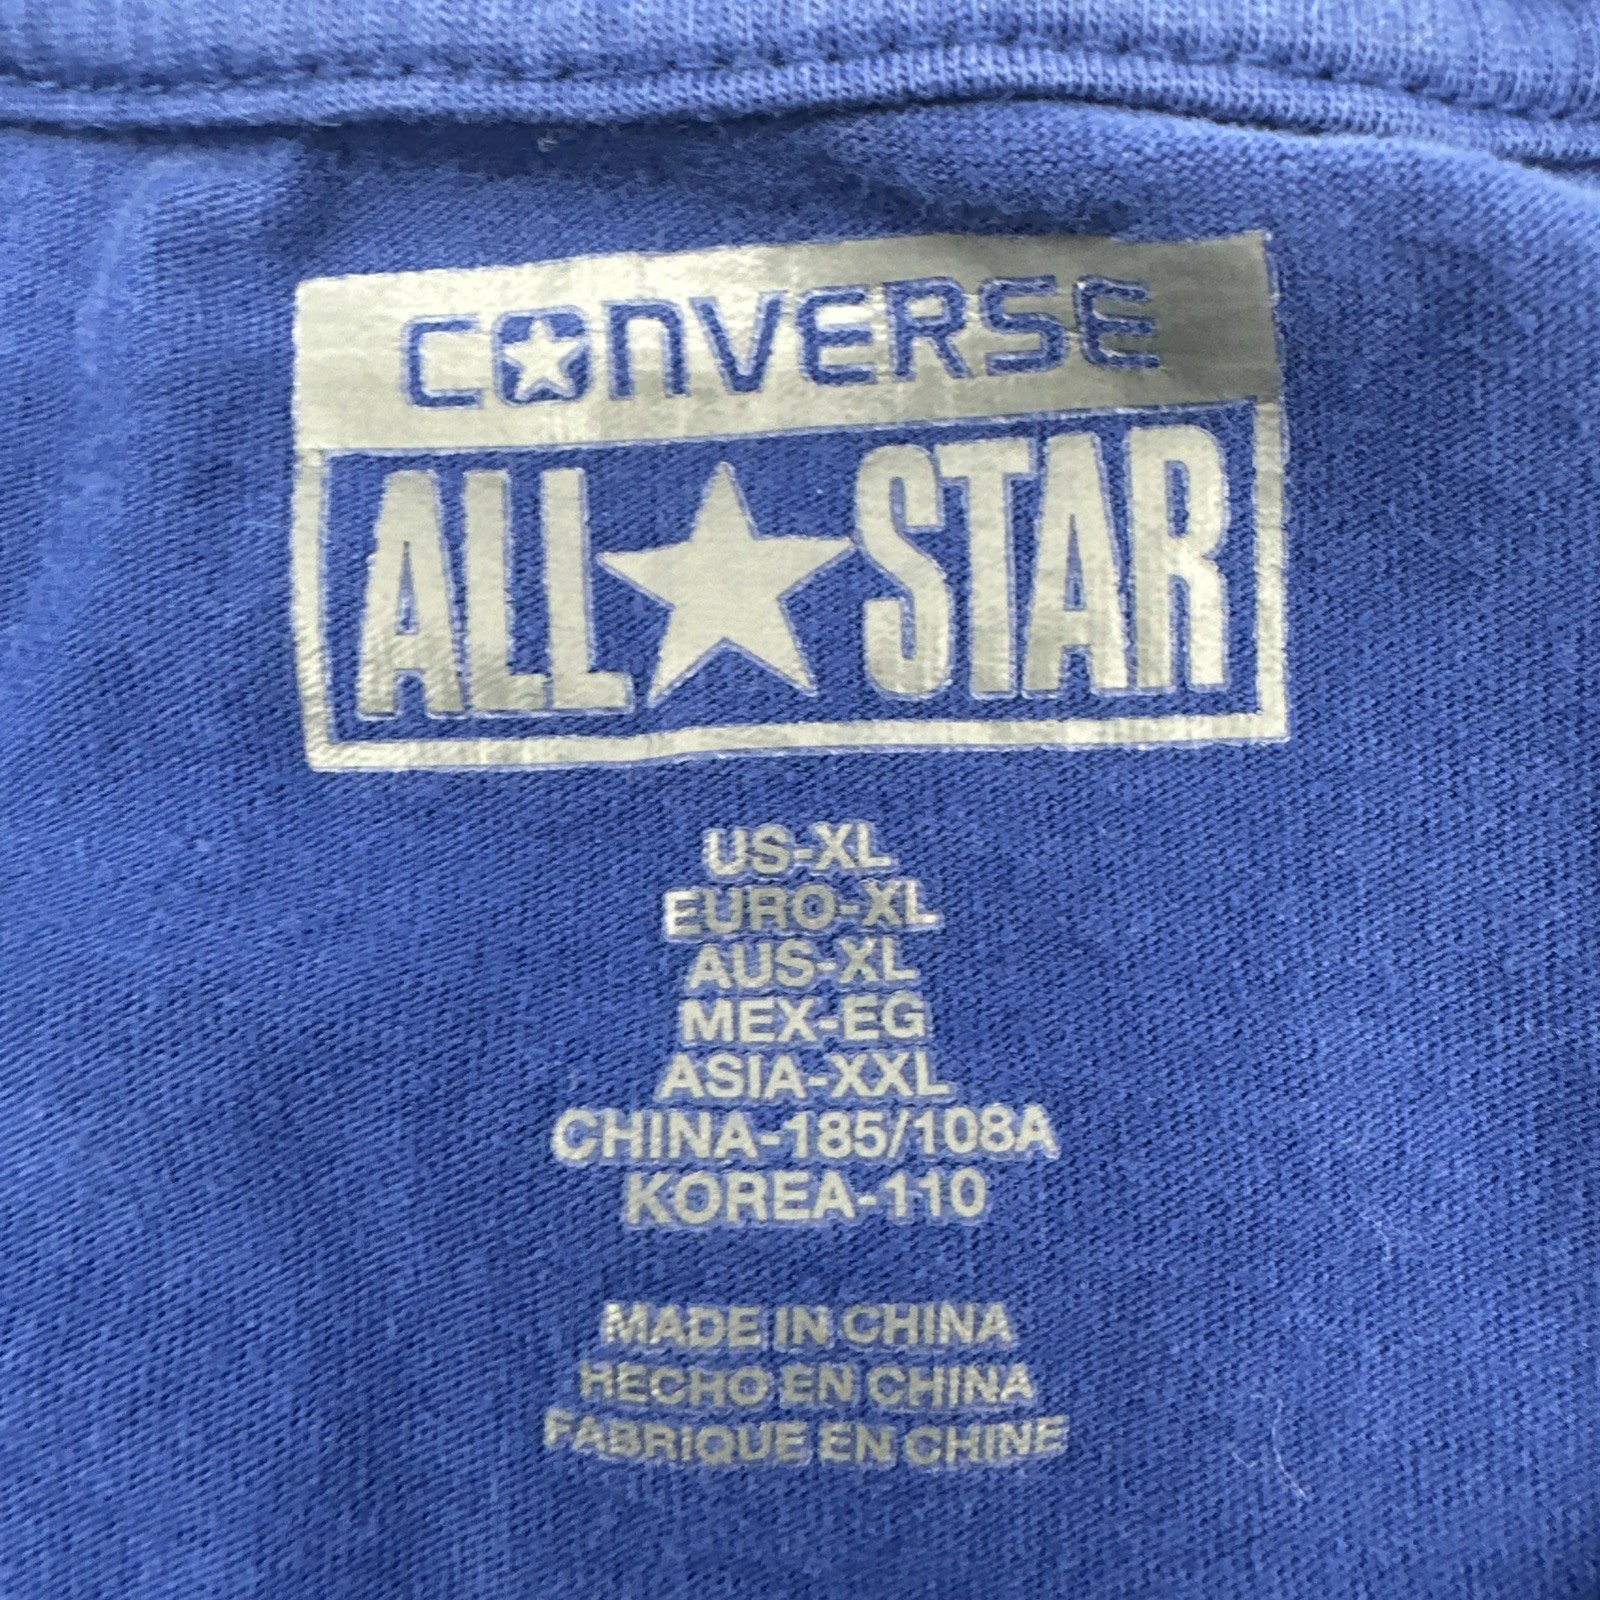 CONVERSE
ALL STAR
US-XL
EURO-XL
AUS-XL
MEX-EG
ASIA-XXL
CHINA-185/108A
KOREA-110
MADE IN CHINA
HECHO EN CHINA
FABRIQUE EN CHINE